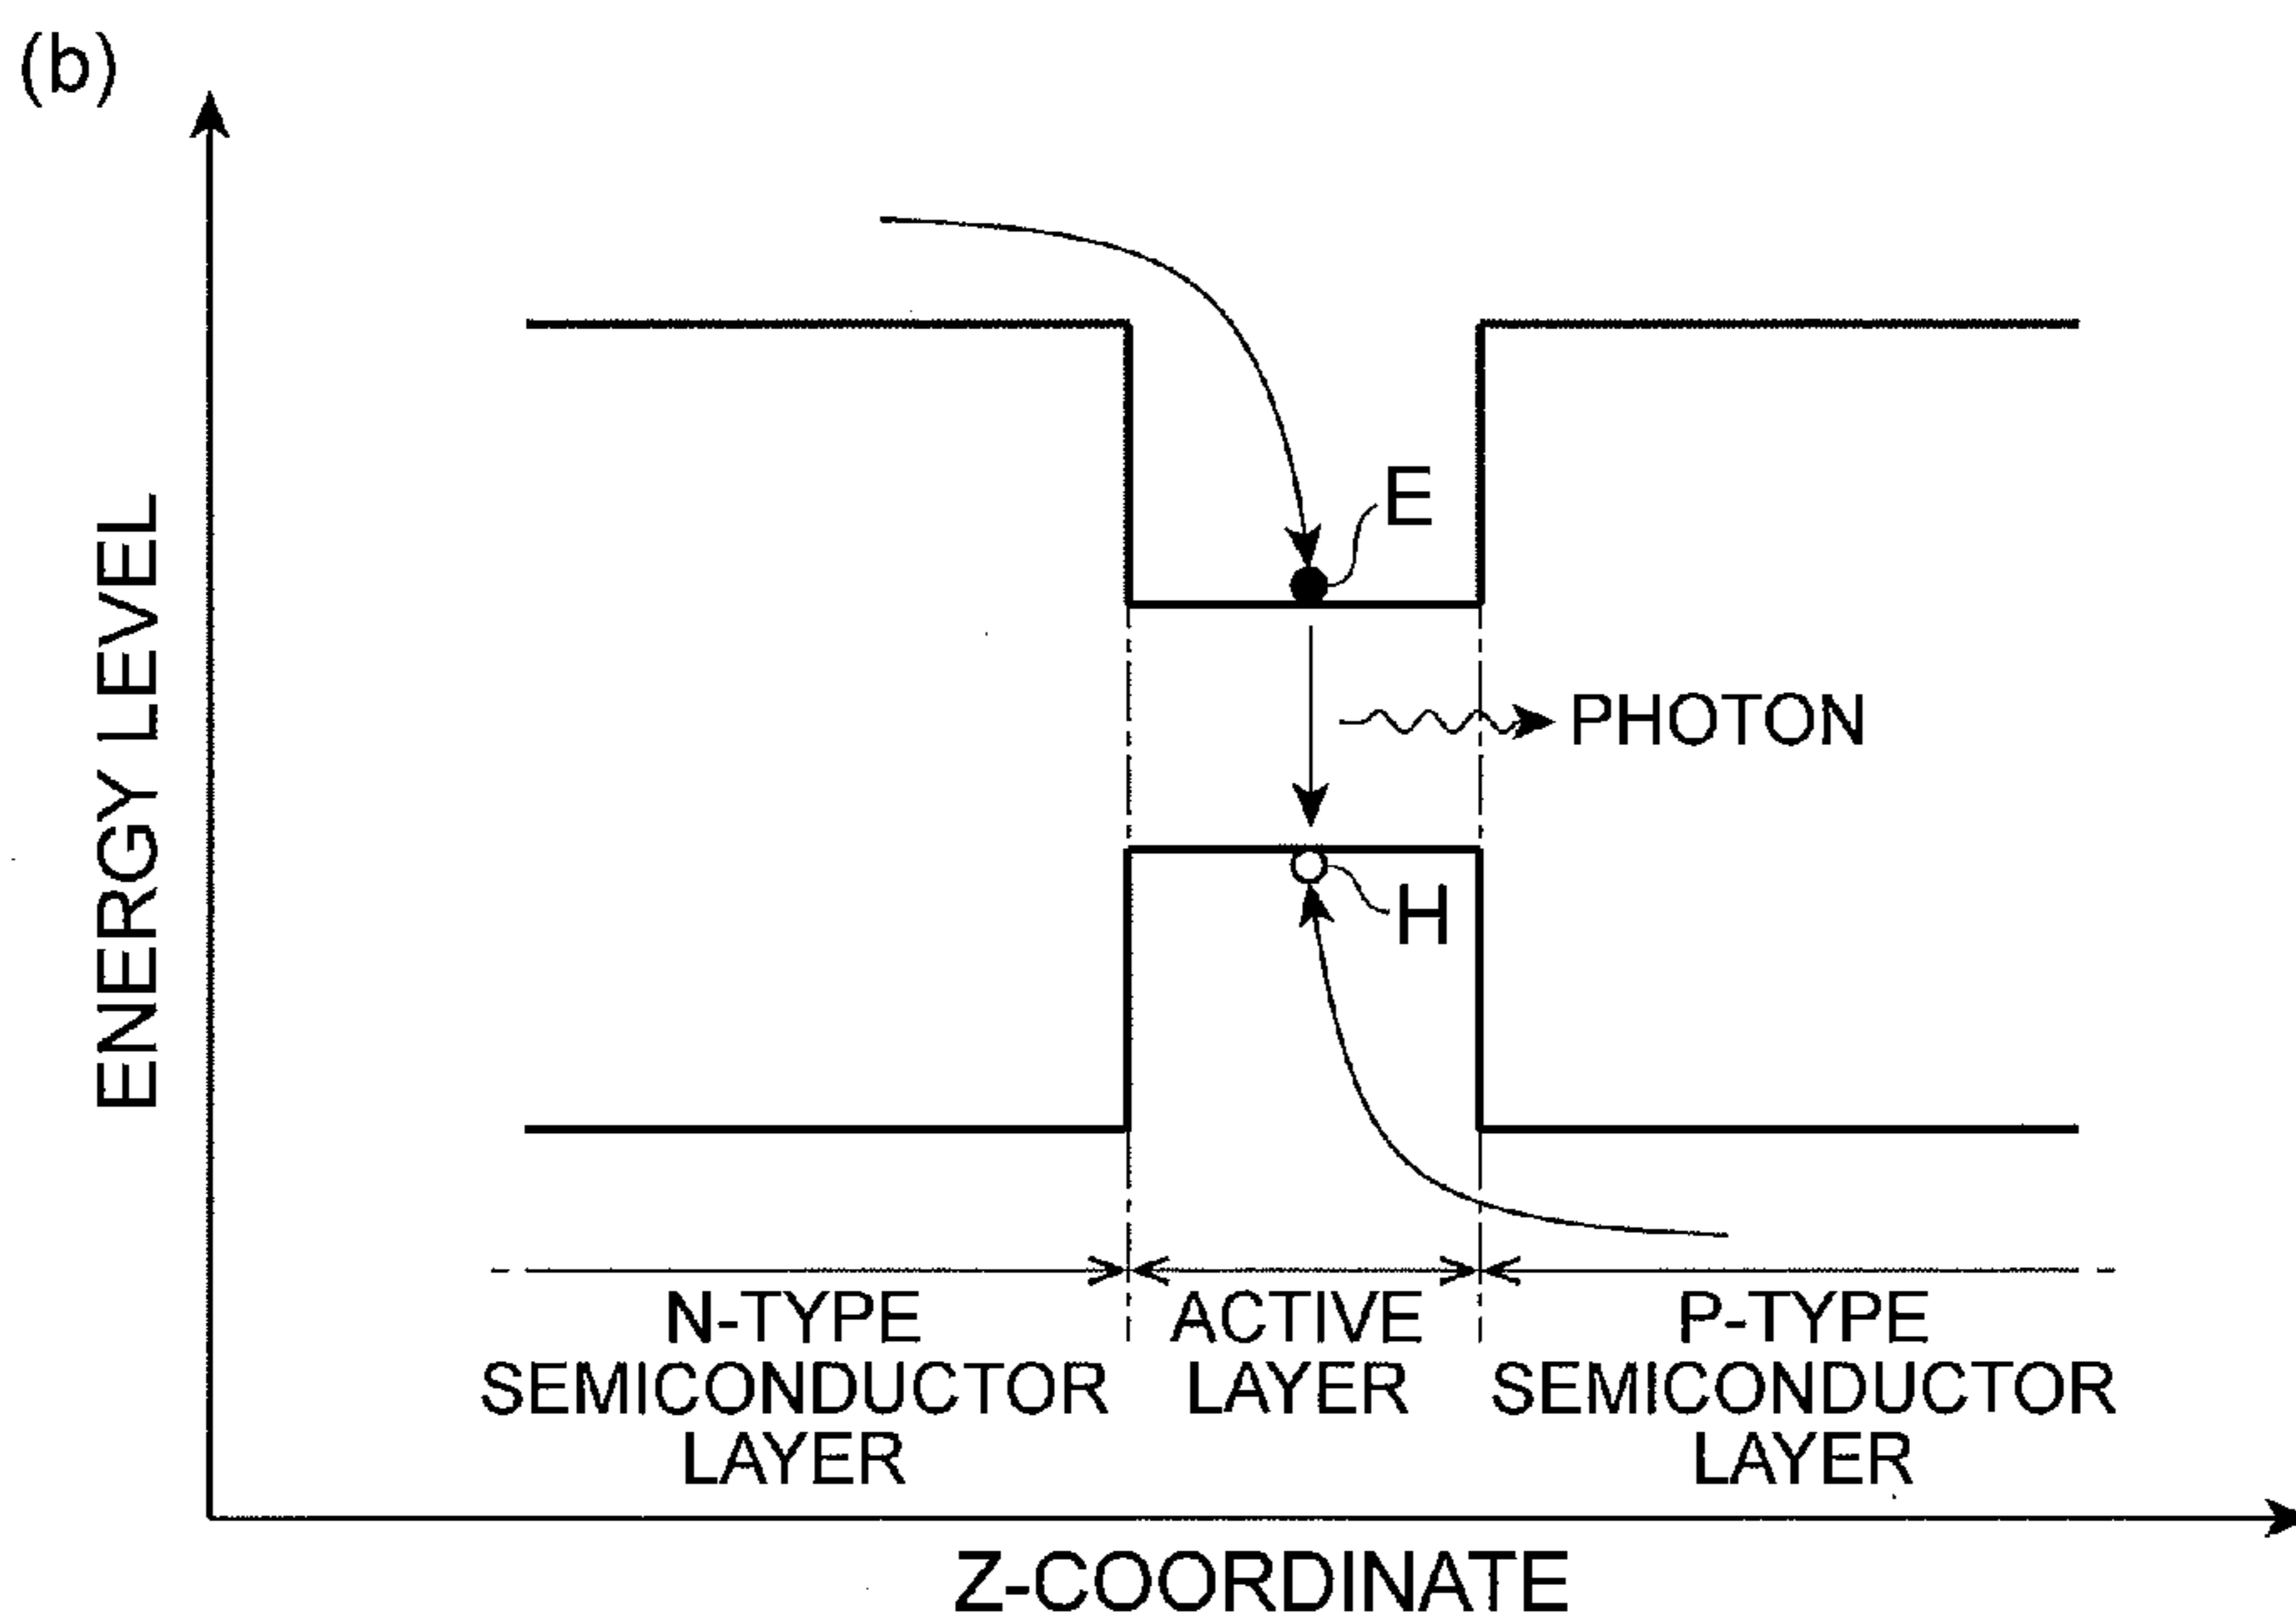 (b)
ENERGY LEVEL
E
PHOTON
H
N-TYPE
SEMICONDUCTOR
LAYER
ACTIVE
LAYER
P-TYPE
SEMICONDUCTOR
LAYER
Z-COORDINATE